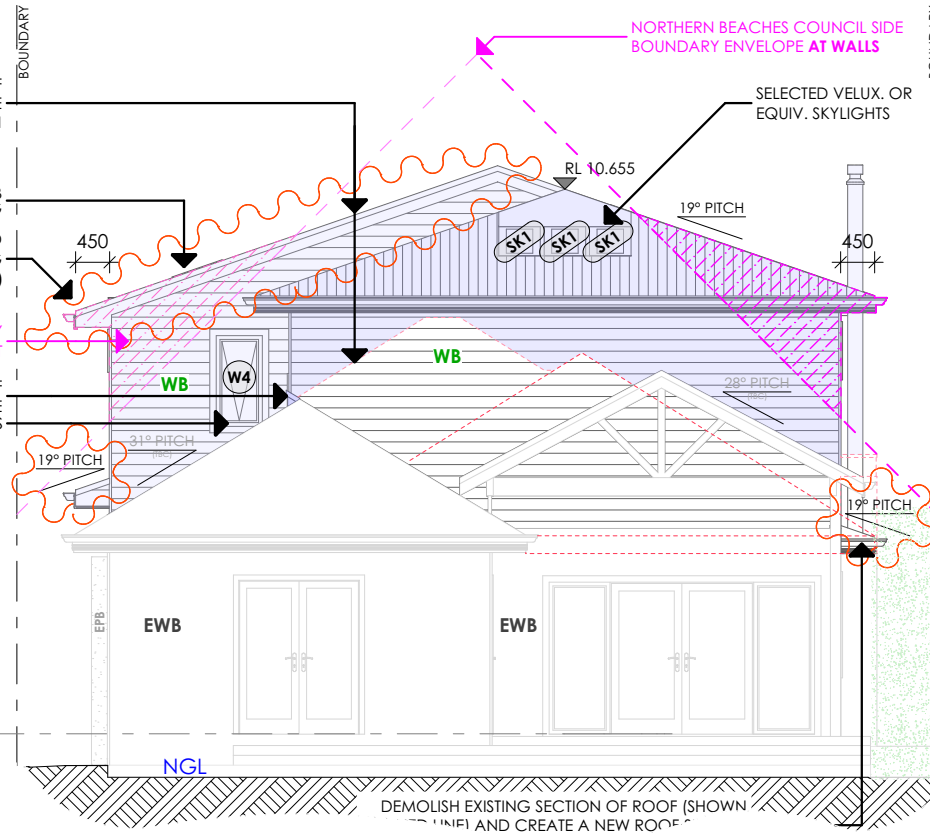 BOUNDARY
NORTHERN BEACHES COUNCIL SIDE
BOUNDARY ENVELOPE AT WALLS
SELECTED VELUX. OR
EQUIV. SKYLIGHTS
RL 10.655
19° PITCH
450
450
SK1
SK1
SK1
WB
WB
W4
28° PITCH
31° PITCH
19° PITCH
19° PITCH
EPB
EWB
EWB
NGL
DEMOLISH EXISTING SECTION OF ROOF (SHOWN
LINE) AND CREATE A NEW ROOF